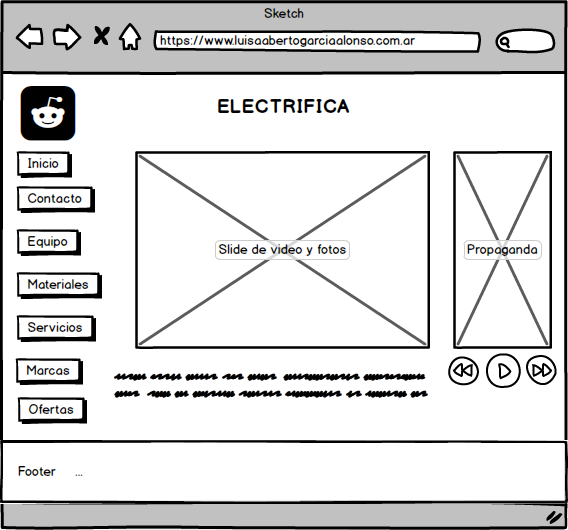 Sketch
https://www.luisaabertogarciaalonso.com.ar
ELECTRIFICA
Inicio
Contacto
Equipo
Materiales
Servicios
Marcas
Ofertas
Slide de video y fotos
Propaganda
Footer ...